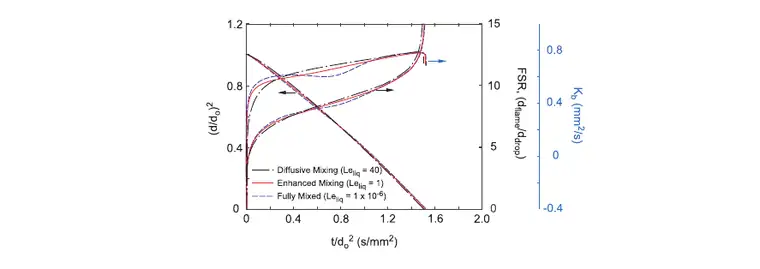 1.2
0.8
0.4
0
(d/do)2
15
10
5
0
FSR, (dflame/ddrop)
0.8
0.4
0
-0.4
Kb (mm2/s)
Diffusive Mixing (Leliq = 40)
Enhanced Mixing (Leliq = 1)
Fully Mixed (Leliq = 1 x 10-6)
0 0.4 0.8 1.2 1.6 2.0
t/do2 (s/mm2)